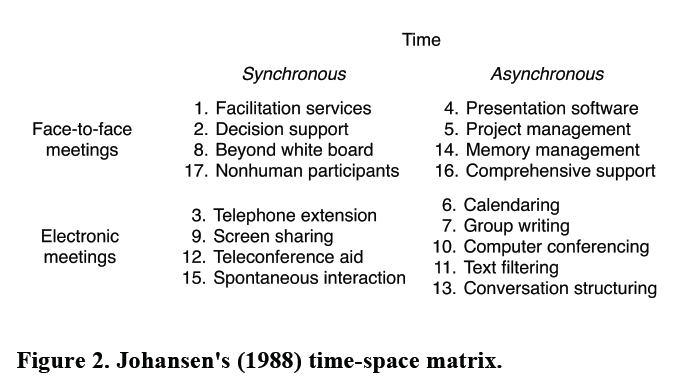 Time
Synchronous Asynchronous
Face-to-face
meetings
1. Facilitation services
2. Decision support
8. Beyond white board
17. Nonhuman participants
4. Presentation software
5. Project management
14. Memory management
16. Comprehensive support
Electronic
meetings
3. Telephone extension
9. Screen sharing
12. Teleconference aid
15. Spontaneous interaction
6. Calendaring
7. Group writing
10. Computer conferencing
11. Text filtering
13. Conversation structuring
Figure 2. Johansen's (1988) time-space matrix.